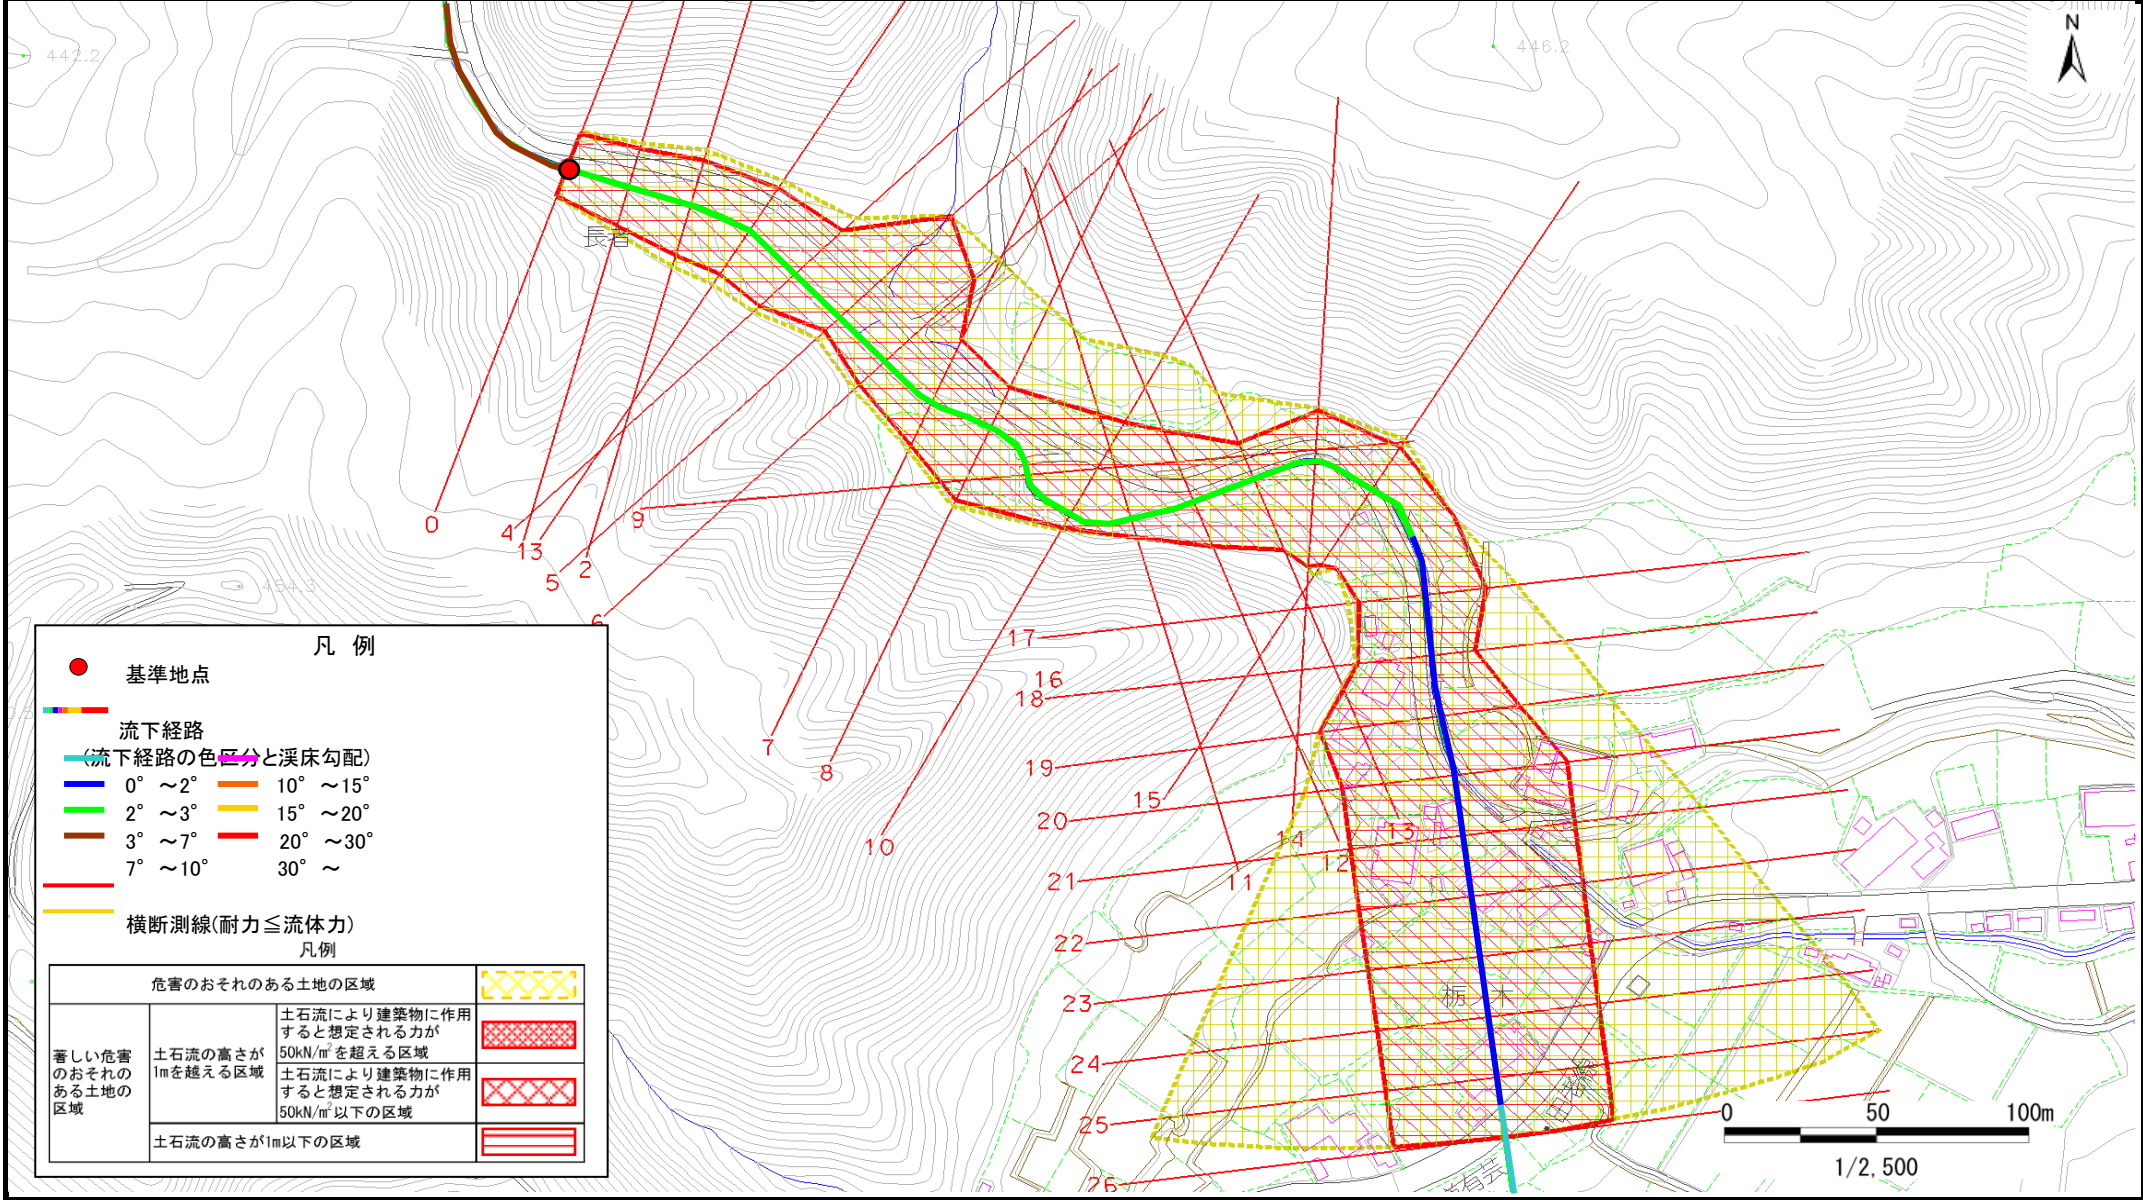 442.2
446.2
N
長者
0
4
13
5
2
9
6
454.3
7
8
10
17
16
18
19
20
15
21
14
13
12
11
22
23
24
25
26
栃ノ木
凡 例
基準地点
流下経路
(流下経路の色区分と渓床勾配)
0° ～2° 10° ～15°
2° ～3° 15° ～20°
3° ～7° 20° ～30°
7° ～10° 30° ～
横断測線(耐力≦流体力)
凡例
危害のおそれのある土地の区域
著しい危害
のおそれの
ある土地の
区域
土石流の高さが
1mを越える区域
土石流により建築物に作用
すると想定される力が
50kN/㎡を超える区域
土石流により建築物に作用
すると想定される力が
50kN/㎡以下の区域
土石流の高さが1m以下の区域
0 50 100m
1/2,500